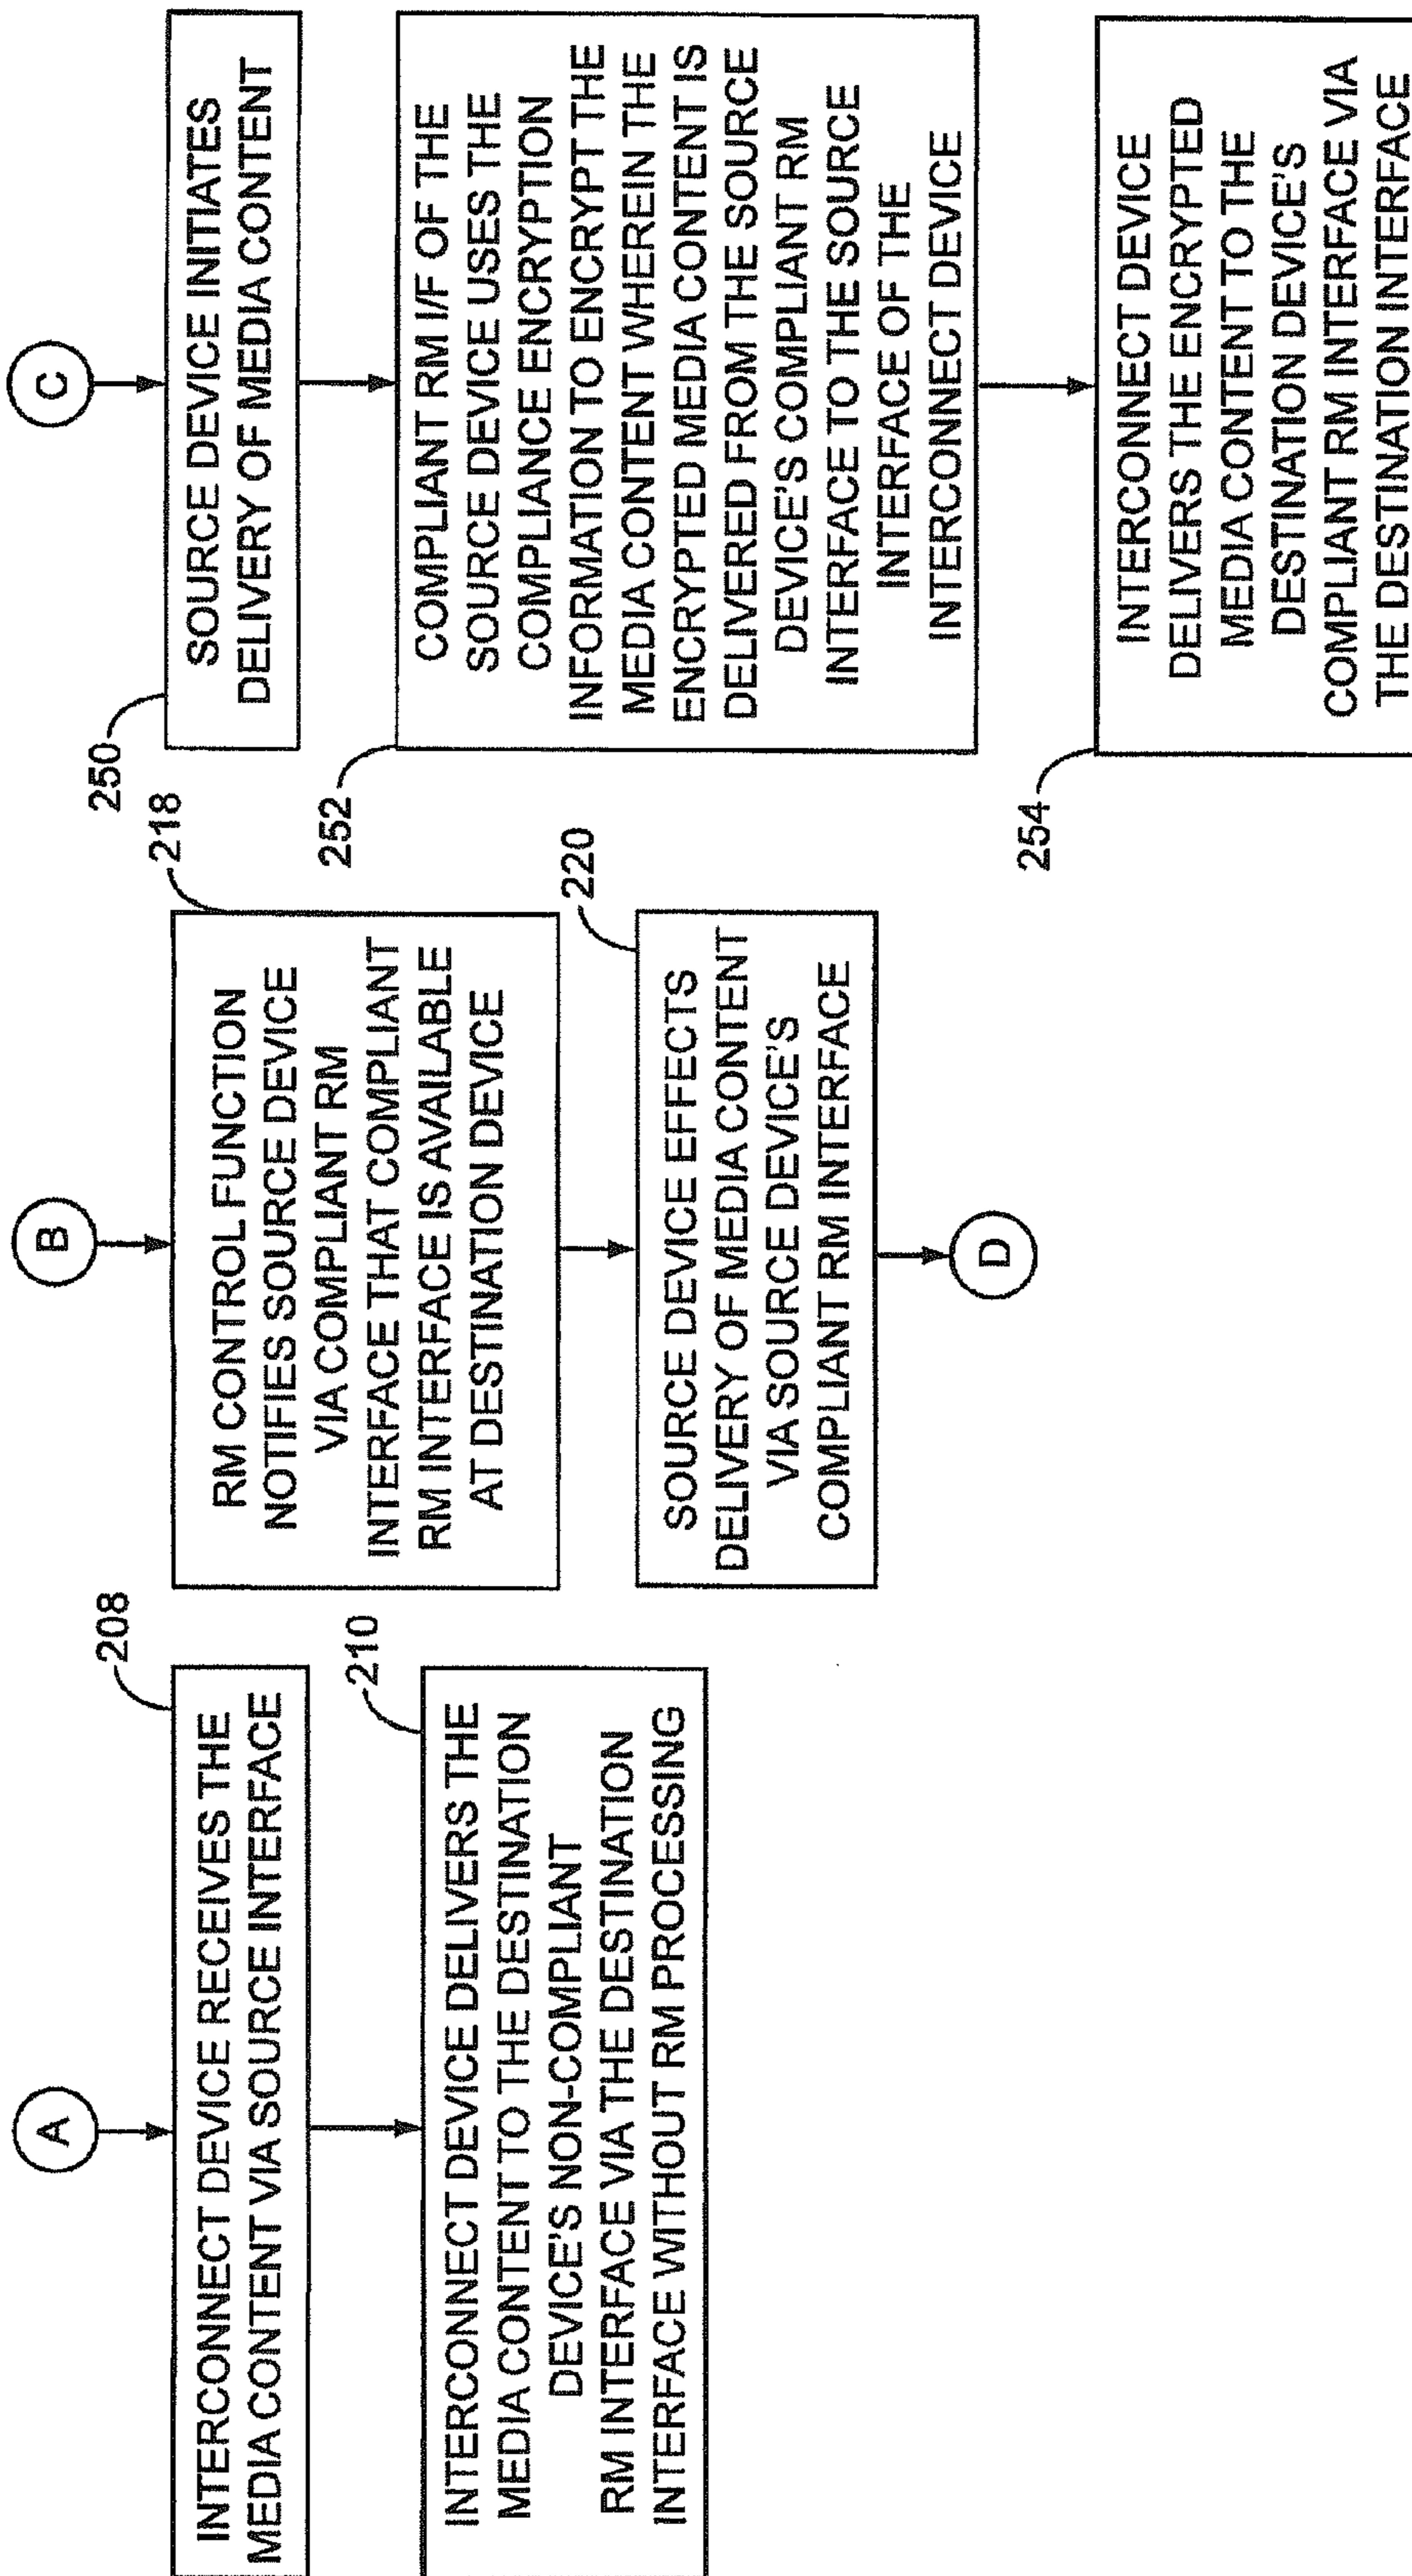 A
208
INTERCONNECT DEVICE RECEIVES THE
MEDIA CONTENT VIA SOURCE INTERFACE
210
INTERCONNECT DEVICE DELIVERS THE
MEDIA CONTENT TO THE DESTINATION
DEVICE'S NON-COMPLIANT
RM INTERFACE VIA THE DESTINATION
INTERFACE WITHOUT RM PROCESSING
B
218
RM CONTROL FUNCTION
NOTIFIES SOURCE DEVICE
VIA COMPLIANT RM
INTERFACE THAT COMPLIANT
RM INTERFACE IS AVAILABLE
AT DESTINATION DEVICE
220
SOURCE DEVICE EFFECTS
DELIVERY OF MEDIA CONTENT
VIA SOURCE DEVICE'S
COMPLIANT RM INTERFACE
D
C
250
SOURCE DEVICE INITIATES
DELIVERY OF MEDIA CONTENT
252
COMPLIANT RM I/F OF THE
SOURCE DEVICE USES THE
COMPLIANCE ENCRYPTION
INFORMATION TO ENCRYPT THE
MEDIA CONTENT WHEREIN THE
ENCRYPTED MEDIA CONTENT IS
DELIVERED FROM THE SOURCE
DEVICE'S COMPLIANT RM
INTERFACE TO THE SOURCE
INTERFACE OF THE
INTERCONNECT DEVICE
254
INTERCONNECT DEVICE
DELIVERS THE ENCRYPTED
MEDIA CONTENT TO THE
DESTINATION DEVICE'S
COMPLIANT RM INTERFACE VIA
THE DESTINATION INTERFACE